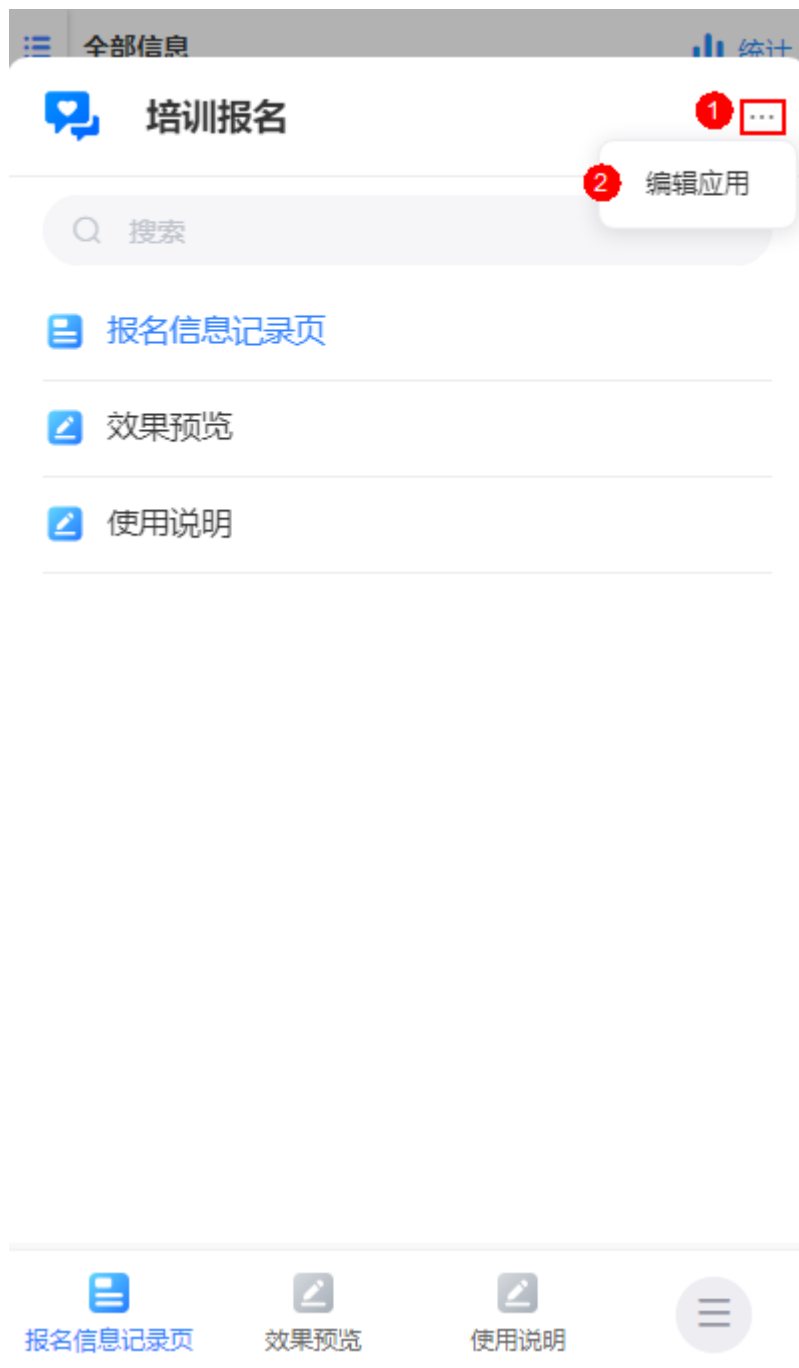 全部信息
统计
培训报名
1
...
2
编辑应用
搜索
报名信息记录页
效果预览
使用说明
报名信息记录页
效果预览
使用说明